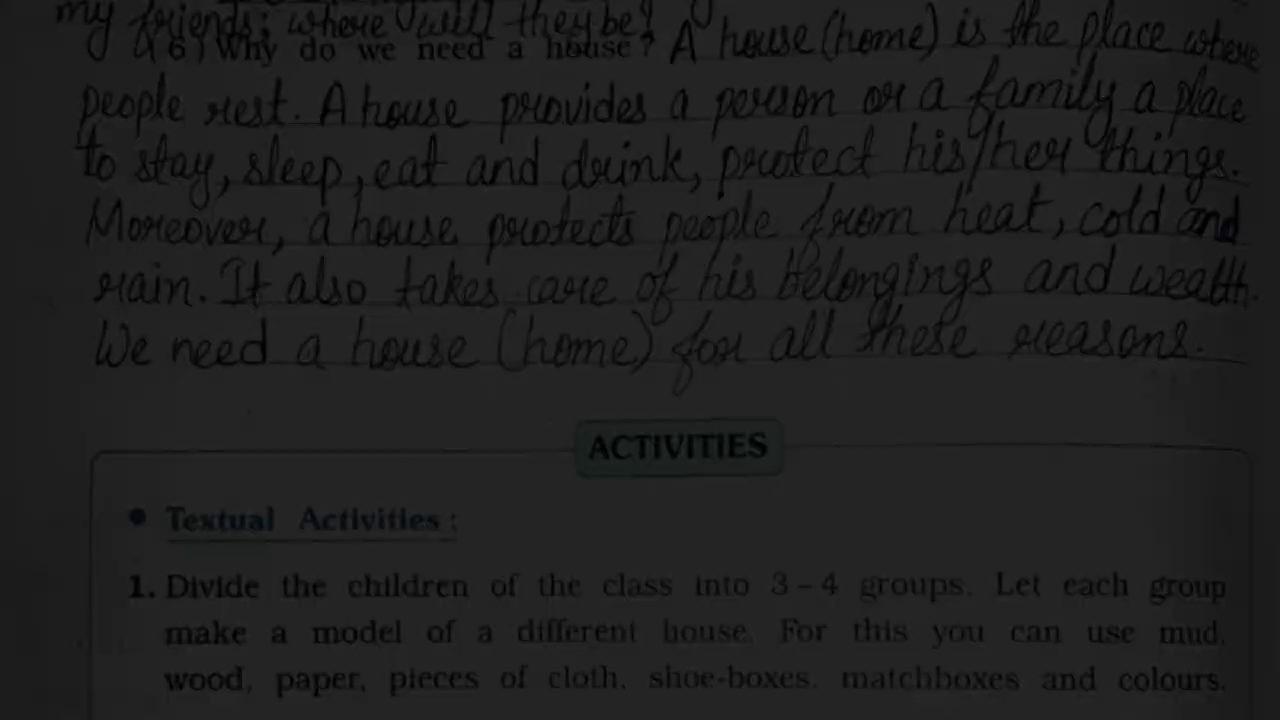 my friends; where will they be?
( 6 ) Why do we need a house? A house (home) is the place where
people rest. A house provides a person or a family a place
to stay, sleep, eat and drink, protect his/her things.
Moreover, a house protects people from heat, cold and
rain. It also takes care of his belongings and wealth.
We need a house (home) for all these reasons.
ACTIVITIES
• Textual Activities :
1. Divide the children of the class into 3 – 4 groups. Let each group
make a model of a different house. For this you can use mud,
wood, paper, pieces of cloth, shoe-boxes, matchboxes and colours.